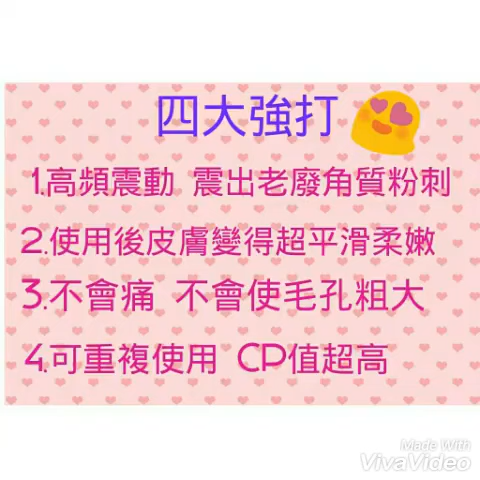 四大強打
1.高頻震動 震出老廢角質粉刺
2.使用後皮膚變得超平滑柔嫩
3.不會痛 不會使毛孔粗大
4.可重複使用 CP值超高
Made With
VivaVideo